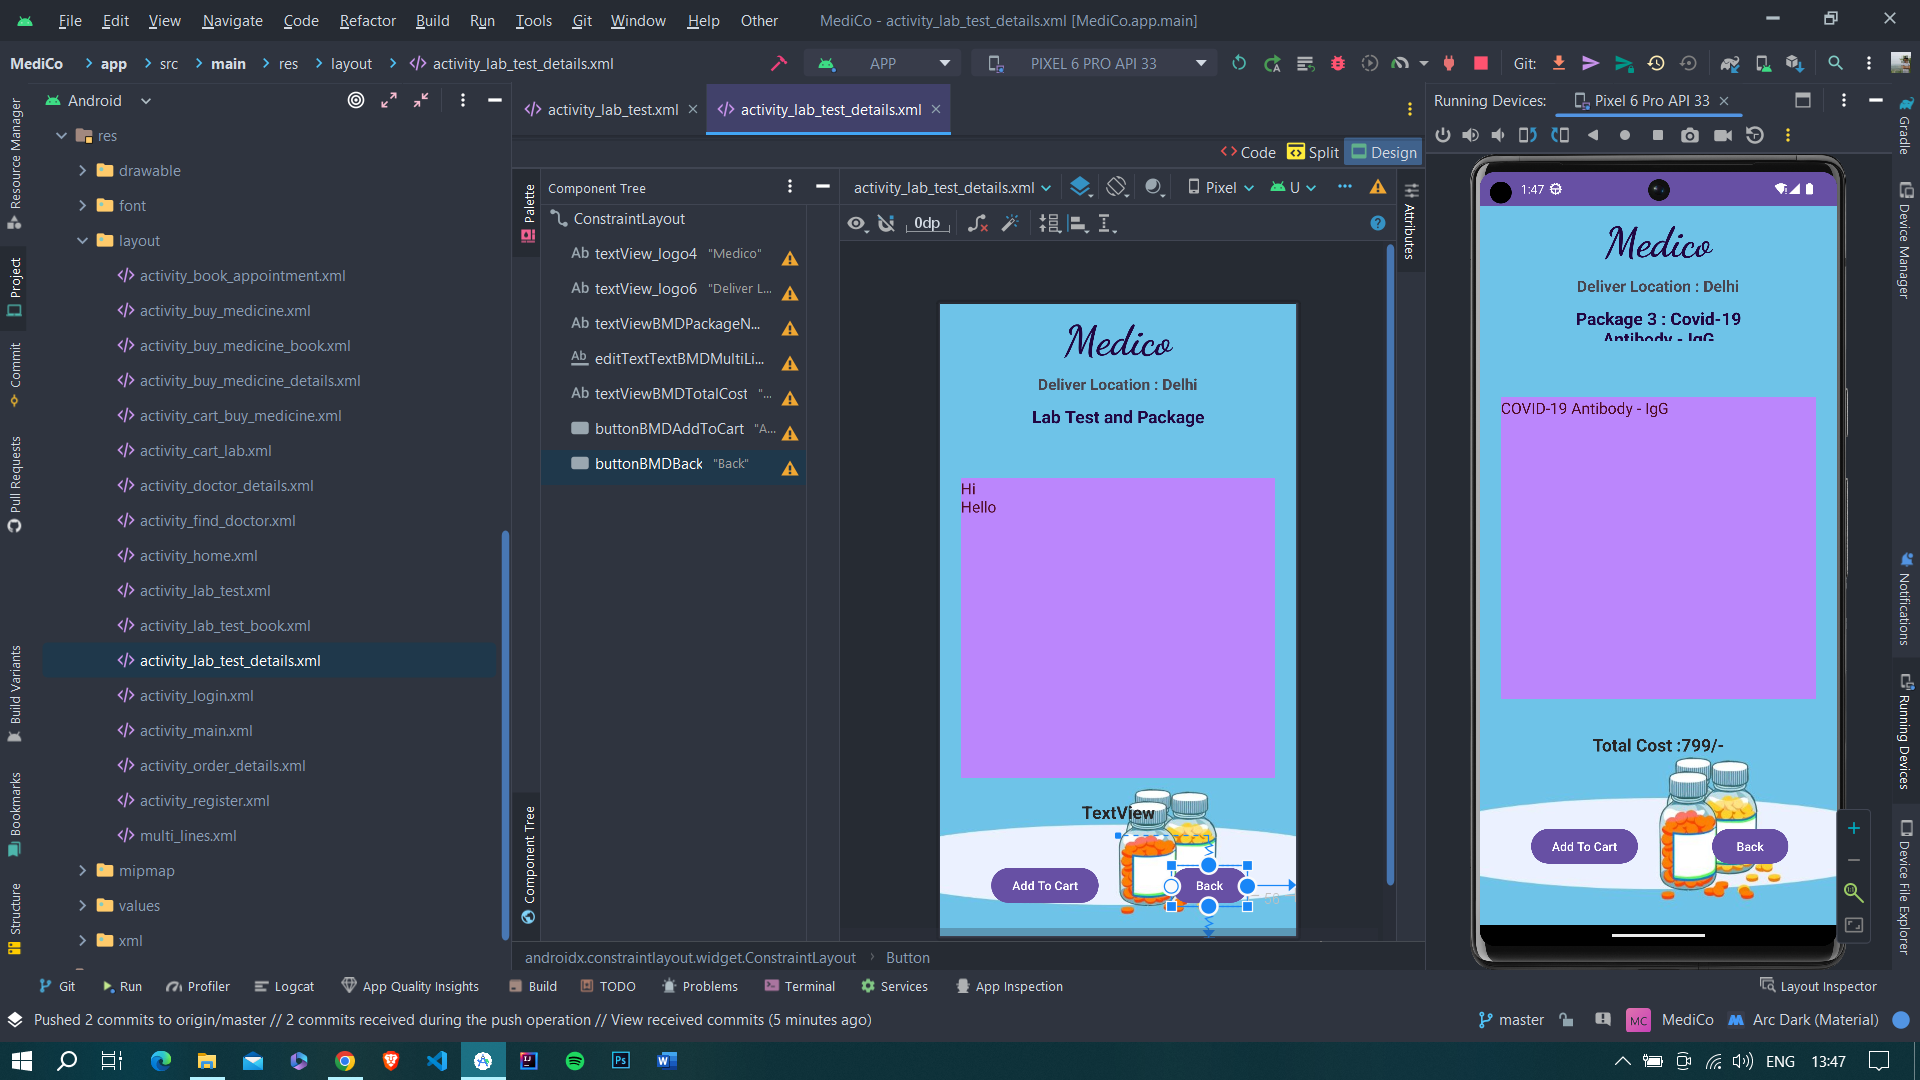 File Edit View Navigate Code Refactor Build Run Tools Git Window Help Other MediCo - activity_lab_test_details.xml [MediCo.app.main]
MediCo app src main res layout activity_lab_test_details.xml APP PIXEL 6 PRO API 33 Git:
Android
res
drawable
font
layout
activity_book_appointment.xml
activity_buy_medicine.xml
activity_buy_medicine_book.xml
activity_buy_medicine_details.xml
activity_cart_buy_medicine.xml
activity_cart_lab.xml
activity_doctor_details.xml
activity_find_doctor.xml
activity_home.xml
activity_lab_test.xml
activity_lab_test_book.xml
activity_lab_test_details.xml
activity_login.xml
activity_main.xml
activity_order_details.xml
activity_register.xml
multi_lines.xml
mipmap
values
xml
Resource Manager
Project
Commit
Pull Requests
Build Variants
Bookmarks
Structure
activity_lab_test.xml activity_lab_test_details.xml
Code Split Design
Palette
Component Tree
Component Tree
ConstraintLayout
textView_logo4 "Medico"
textView_logo6 "Deliver L...
textViewBMDPackageN...
editTextTextBMDMultiLi...
textViewBMDTotalCost "...
buttonBMDAddToCart "A...
buttonBMDBack "Back"
activity_lab_test_details.xml Pixel U
0dp
Attributes
Medico
Deliver Location : Delhi
Lab Test and Package
Hi
Hello
TextView
Add To Cart Back
androidx.constraintlayout.widget.ConstraintLayout Button
Running Devices: Pixel 6 Pro API 33
1:47
Medico
Deliver Location : Delhi
Package 3 : Covid-19
Antibody - IgG
COVID-19 Antibody - IgG
Total Cost :799/-
Add To Cart Back
1:1
Gradle
Device Manager
Notifications
Running Devices
Device File Explorer
Git Run Profiler Logcat App Quality Insights Build TODO Problems Terminal Services App Inspection Layout Inspector
Pushed 2 commits to origin/master // 2 commits received during the push operation // View received commits (5 minutes ago) master MC MediCo Arc Dark (Material)
Ps ENG 13:47